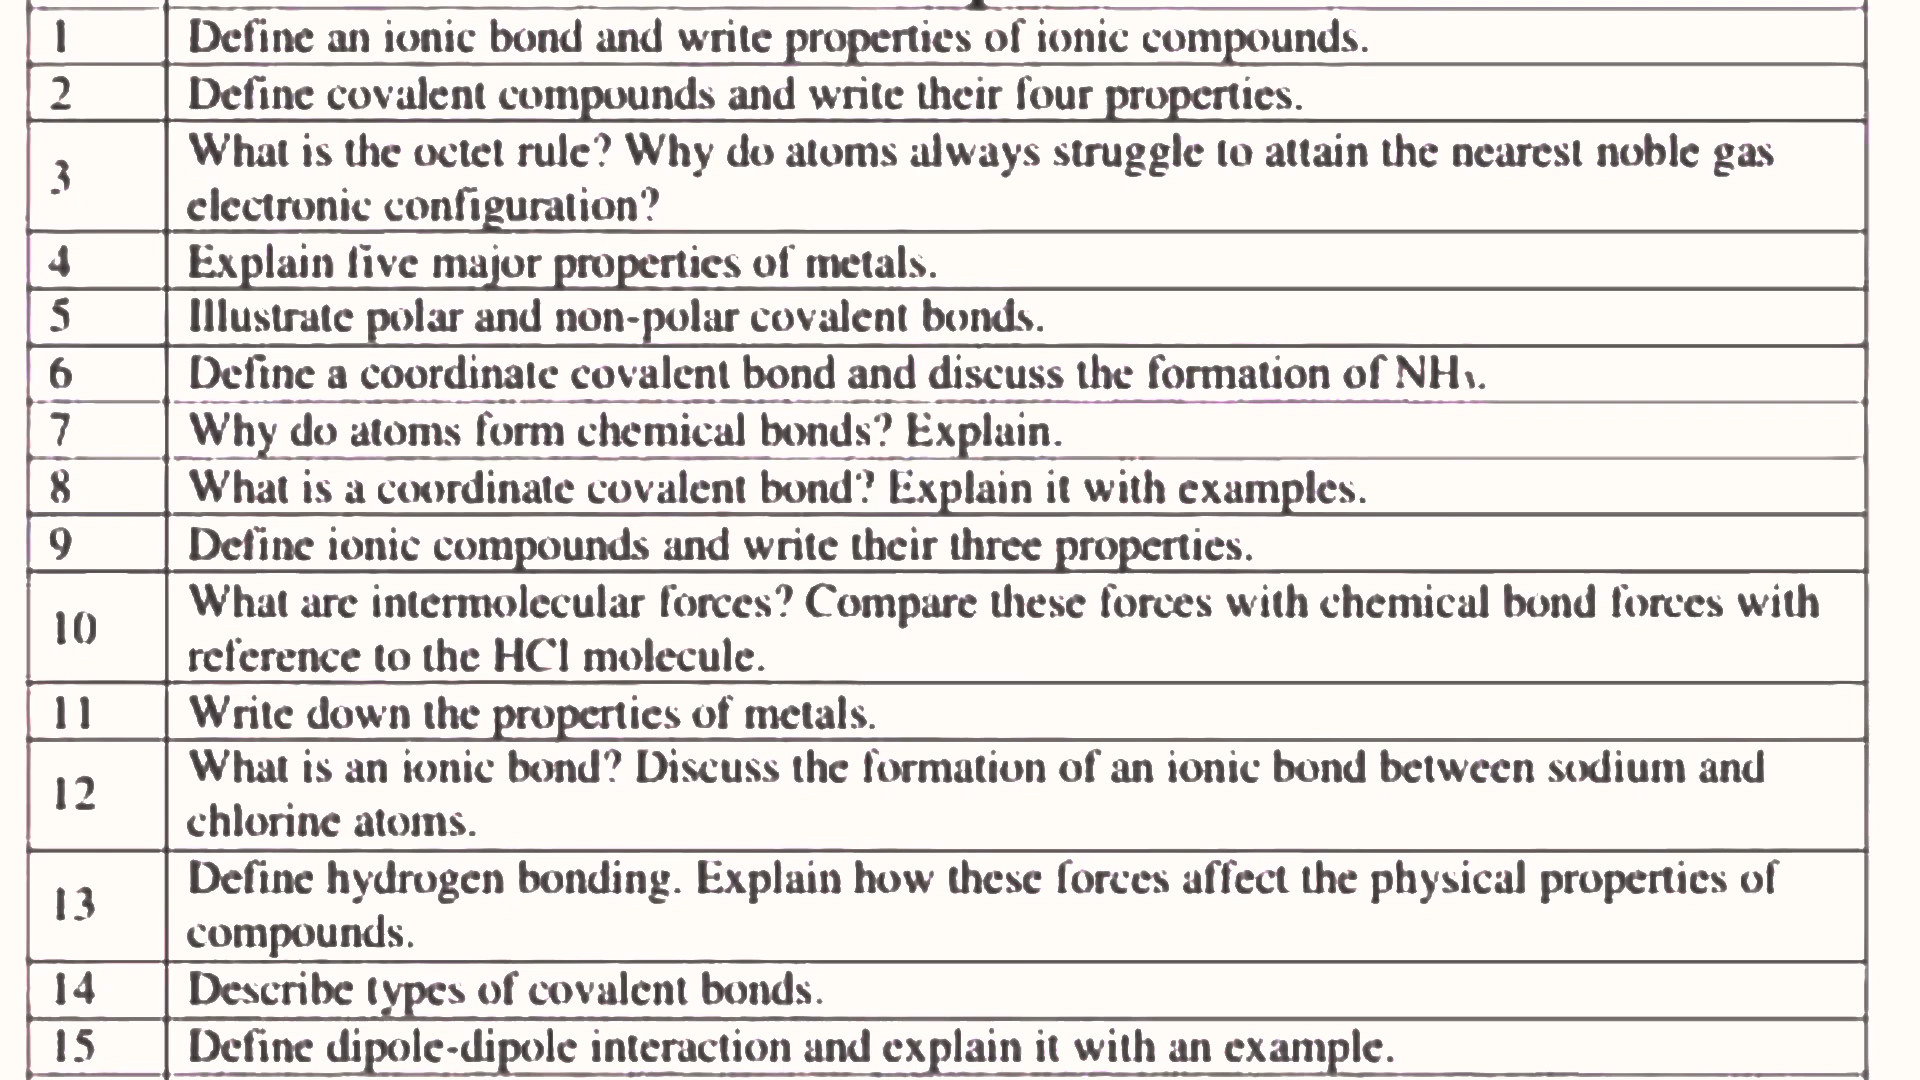 1 Define an ionic bond and write properties of ionic compounds.
2 Define covalent compounds and write their four properties.
3 What is the octet rule? Why do atoms always struggle to attain the nearest noble gas
electronic configuration?
4 Explain five major properties of metals.
5 Illustrate polar and non-polar covalent bonds.
6 Define a coordinate covalent bond and discuss the formation of
7 Why do atoms form chemical bonds? Explain.
8 What is a coordinate covalent bond? Explain it with examples.
9 Define ionic compounds and write their three properties.
10 What are intermolecular forces? Compare these forces with chemical bond forces with
reference to the HCl molecule.
11 Write down the properties of metals.
12 What is an ionic bond? Discuss the formation of an ionic bond between sodium and
chlorine atoms.
13 Define hydrogen bonding. Explain how these forces affect the physical properties of
compounds.
14 Describe types of covalent bonds.
15 Define dipole-dipole interaction and explain it with an example.